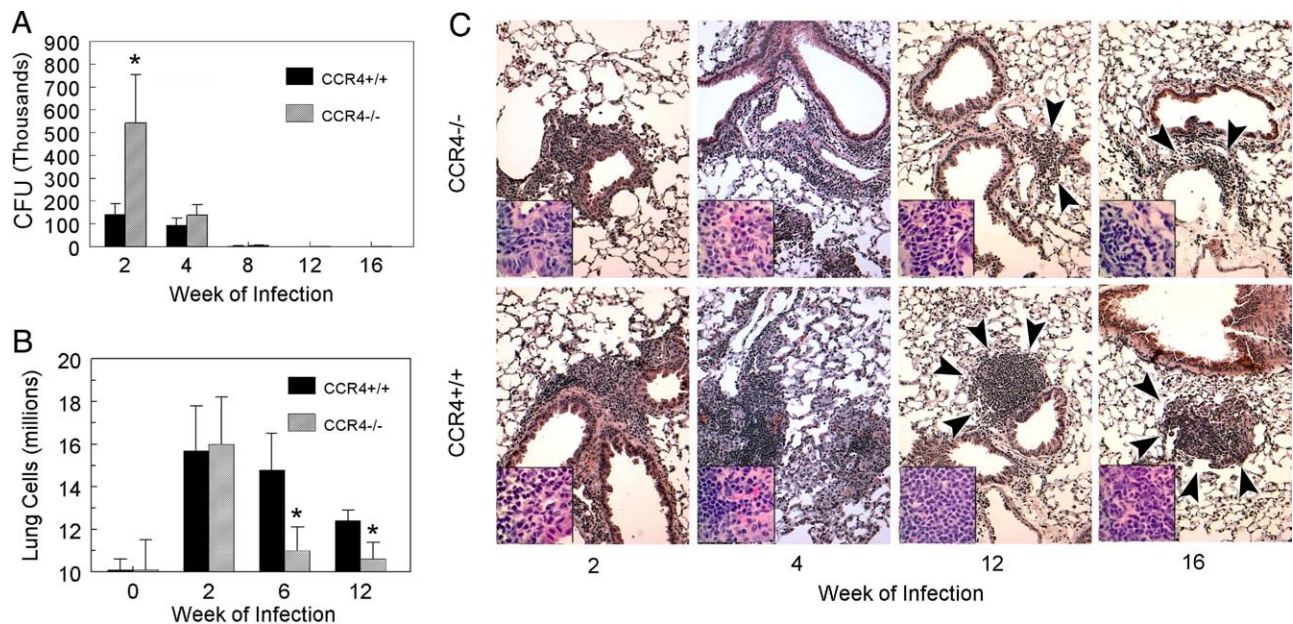 A
CFU (Thousands)
900
800
700
600
500
400
300
200
100
0
*
CCR4+/+
CCR4-/-
2 4 8 12 16
Week of Infection
B
Lung Cells (millions)
20
18
16
14
12
10
CCR4+/+
CCR4-/-
* *
0 2 6 12
Week of Infection
C
CCR4-/-
CCR4+/+
2 4 12 16
Week of Infection